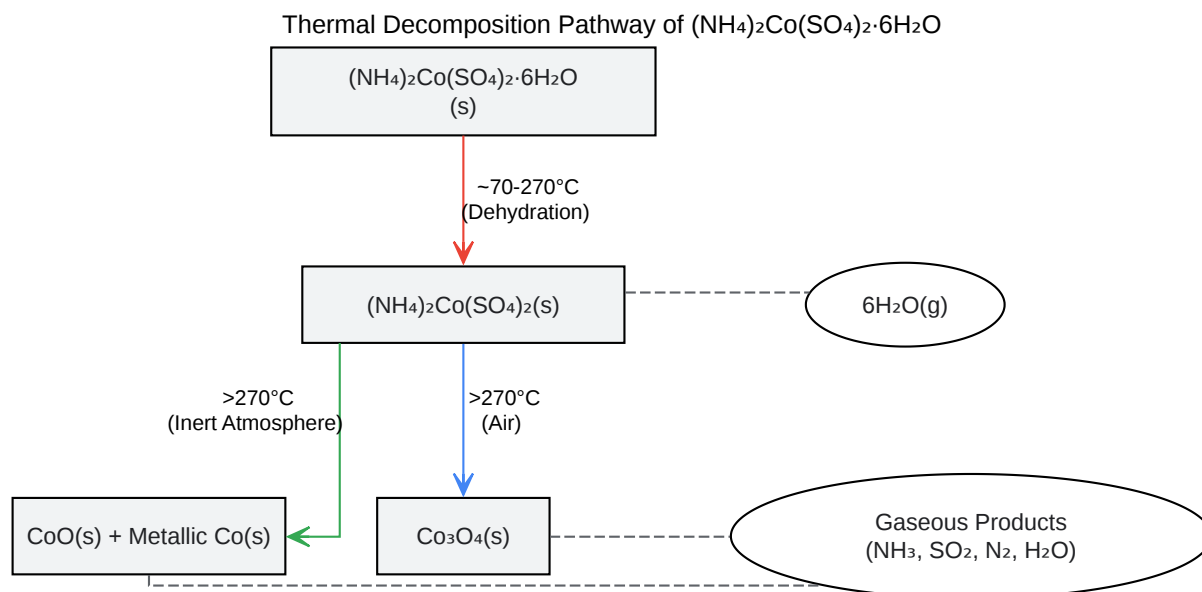 Thermal Decomposition Pathway of (NH₄)₂Co(SO₄)₂·6H₂O
(NH₄)₂Co(SO₄)₂·6H₂O
(s)
~70-270°C
(Dehydration)
(NH₄)₂Co(SO₄)₂(s)
6H₂O(g)
>270°C
(Inert Atmosphere)
>270°C
(Air)
CoO(s) + Metallic Co(s)
Co₃O₄(s)
Gaseous Products
(NH₃, SO₂, N₂, H₂O)